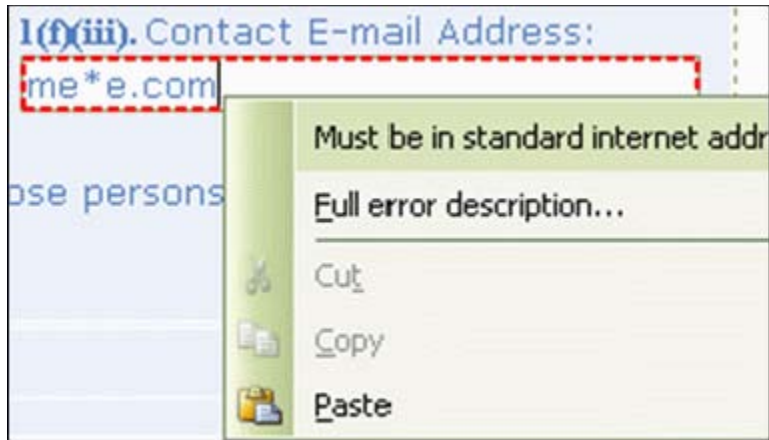 1(f)(iii). Contact E-mail Address:
me*e.com
Must be in standard internet addr
ose persons
Full error description...
Cut
Copy
Paste